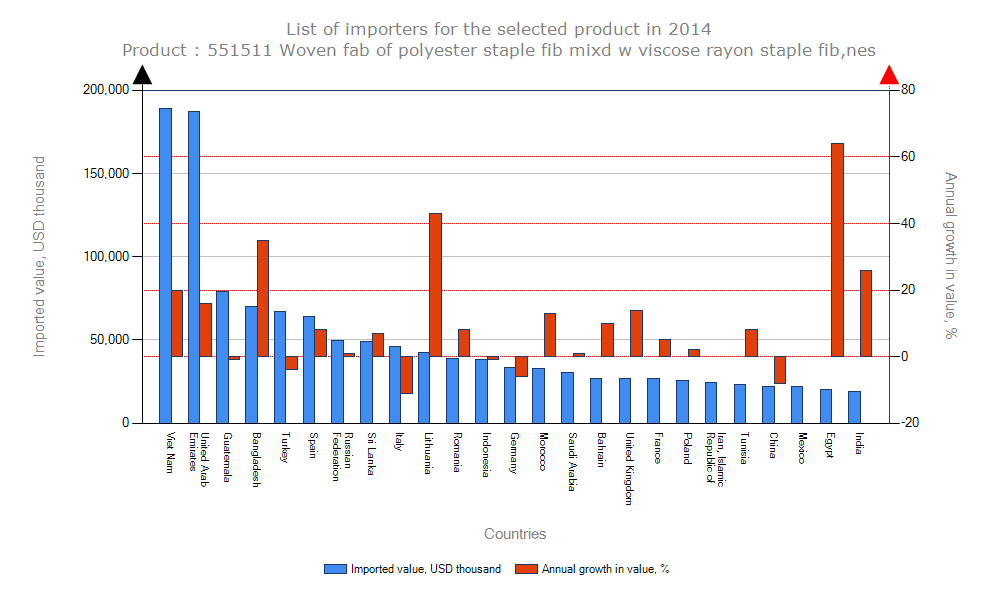 List of importers for the selected product in 2014
Product : 551511 Woven fab of polyester staple fib mixd w viscose rayon staple fib,nes
Imported value, USD thousand
200,000
150,000
100,000
50,000
0
80
60
40
20
0
-20
Annual growth in value, %
Viet Nam
United Arab
Emirates
Guatemala
Bangladesh
Turkey
Spain
Russian
Federation
Sri Lanka
Italy
Lithuania
Romania
Indonesia
Germany
Morocco
Saudi Arabia
Bahrain
United Kingdom
France
Poland
Iran, Islamic
Republic of
Tunisia
China
Mexico
Egypt
India
Countries
Imported value, USD thousand
Annual growth in value, %